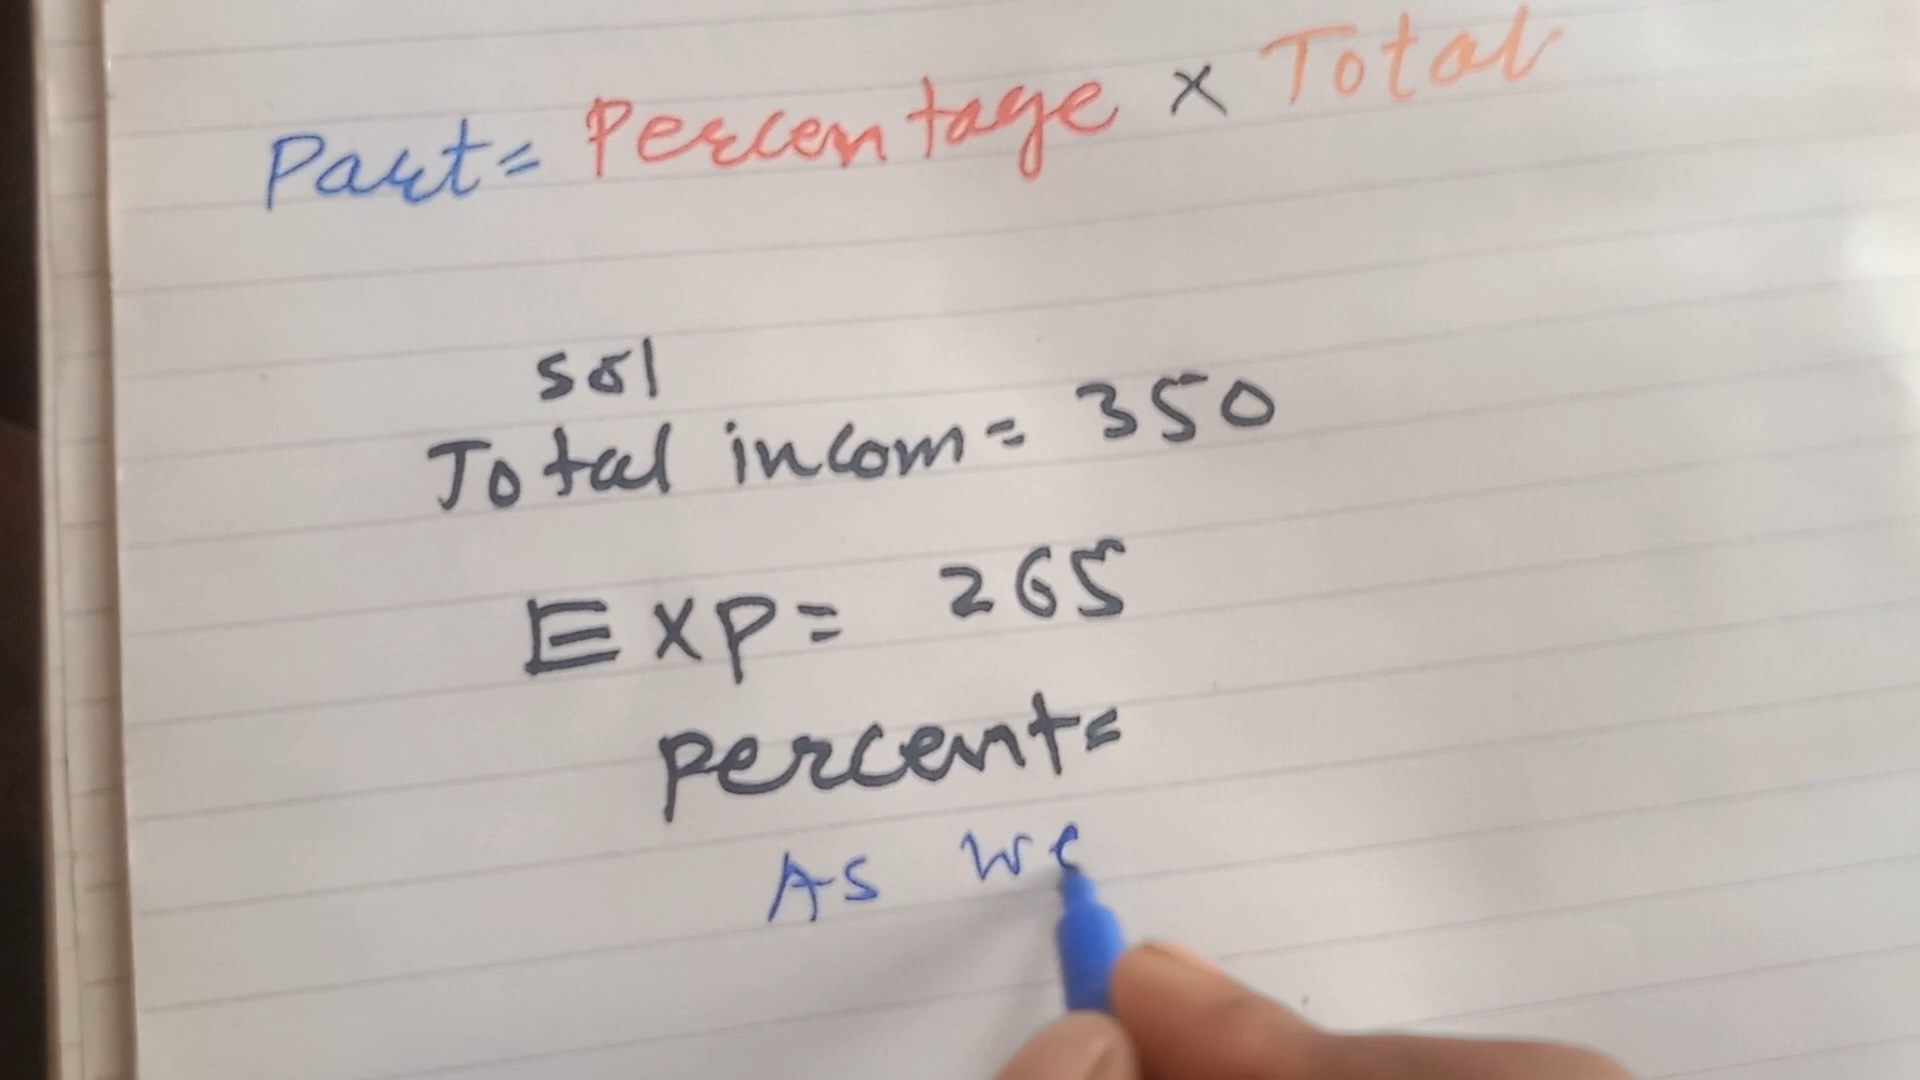 Part= Percentage x Total
sol
Total incom= 350
EXP= 265
percent=
As we